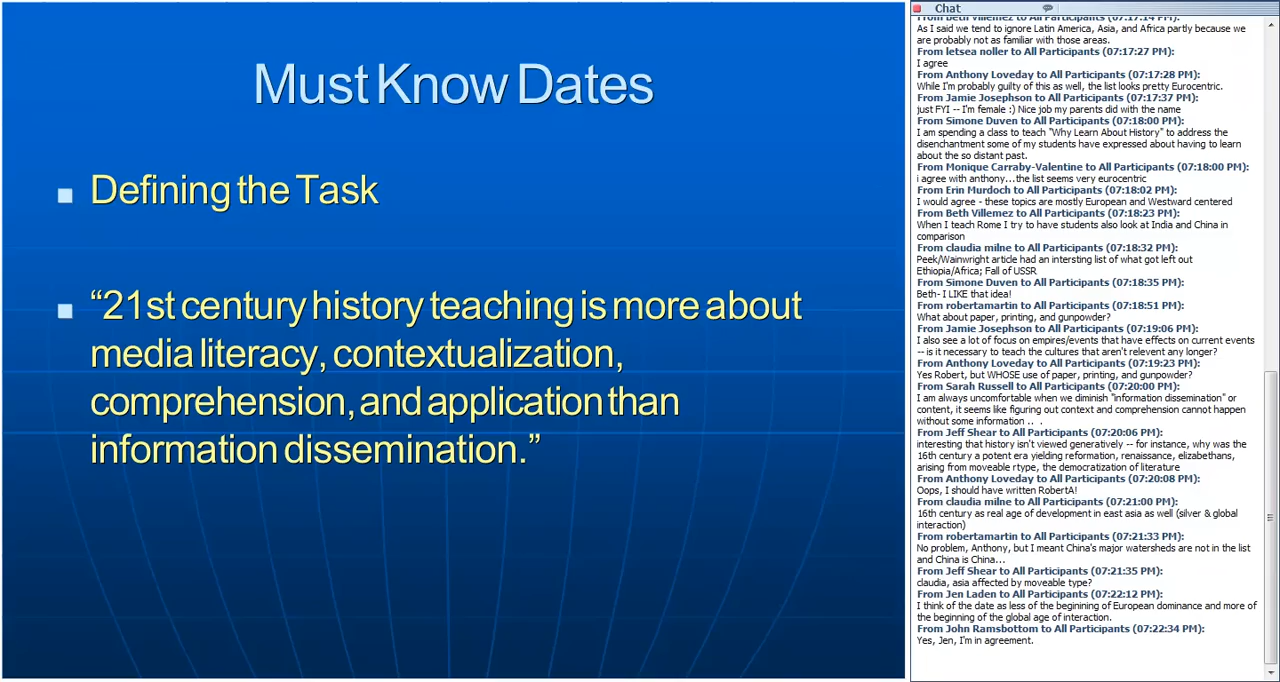 Must Know Dates
Defining the Task
“21st century history teaching is more about
media literacy, contextualization,
comprehension, and application than
information dissemination.”
Chat
From beth Villemez to All Participants (07:17:14 PM):
As I said we tend to ignore Latin America, Asia, and Africa partly because we
are probably not as familiar with those areas.
From letsea noller to All Participants (07:17:27 PM):
I agree
From Anthony Loveday to All Participants (07:17:28 PM):
While I'm probably guilty of this as well, the list looks pretty Eurocentric.
From Jamie Josephson to All Participants (07:17:37 PM):
just FYI -- I'm female :) Nice job my parents did with the name
From Simone Duven to All Participants (07:18:00 PM):
I am spending a class to teach "Why Learn About History" to address the
disenchantment some of my students have expressed about having to learn
about the so distant past.
From Monique Carraby-Valentine to All Participants (07:18:00 PM):
i agree with anthony...the list seems very eurocentric
From Erin Murdoch to All Participants (07:18:02 PM):
I would agree - these topics are mostly European and Westward centered
From Beth Villemez to All Participants (07:18:23 PM):
When I teach Rome I try to have students also look at India and China in
comparison
From claudia milne to All Participants (07:18:32 PM):
Peek/Wainwright article had an intersting list of what got left out
Ethiopia/Africa; Fall of USSR
From Simone Duven to All Participants (07:18:35 PM):
Beth- I LIKE that idea!
From robertamartin to All Participants (07:18:51 PM):
What about paper, printing, and gunpowder?
From Jamie Josephson to All Participants (07:19:06 PM):
I also see a lot of focus on empires/events that have effects on current events
-- is it necessary to teach the cultures that aren't relevent any longer?
From Anthony Loveday to All Participants (07:19:23 PM):
Yes Robert, but WHOSE use of paper, printing, and gunpowder?
From Sarah Russell to All Participants (07:20:00 PM):
I am always uncomfortable when we diminish "information dissemination" or
content, it seems like figuring out context and comprehension cannot happen
without some information .. .
From Jeff Shear to All Participants (07:20:06 PM):
interesting that history isn't viewed generatively -- for instance, why was the
16th century a potent era yielding reformation, renaissance, elizabethans,
arising from moveable rtype, the democratization of literature
From Anthony Loveday to All Participants (07:20:08 PM):
Oops, I should have written RobertA!
From claudia milne to All Participants (07:21:00 PM):
16th century as real age of development in east asia as well (silver & global
interaction)
From robertamartin to All Participants (07:21:33 PM):
No problem, Anthony, but I meant China's major watersheds are not in the list
and China is China...
From Jeff Shear to All Participants (07:21:35 PM):
claudia, asia affected by moveable type?
From Jen Laden to All Participants (07:22:12 PM):
I think of the date as less of the beginining of European dominance and more of
the beginning of the global age of interaction.
From John Ramsbottom to All Participants (07:22:34 PM):
Yes, Jen, I'm in agreement.